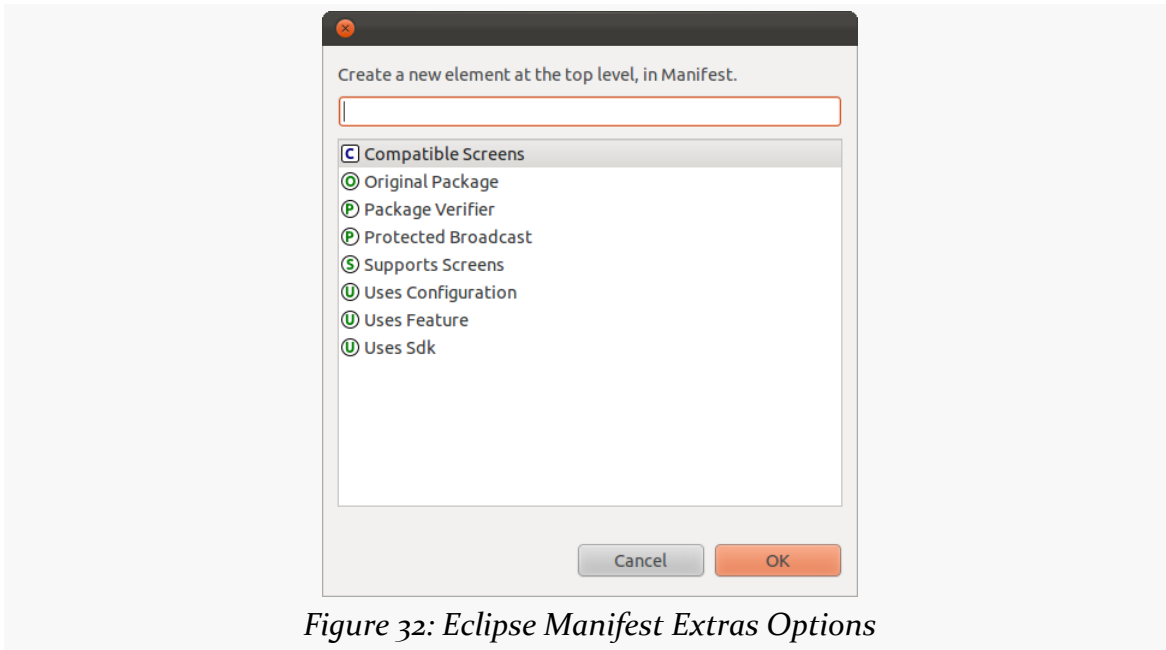 Create a new element at the top level, in Manifest.
C Compatible Screens
O Original Package
P Package Verifier
P Protected Broadcast
S Supports Screens
U Uses Configuration
U Uses Feature
U Uses Sdk
Cancel OK
Figure 32: Eclipse Manifest Extras Options